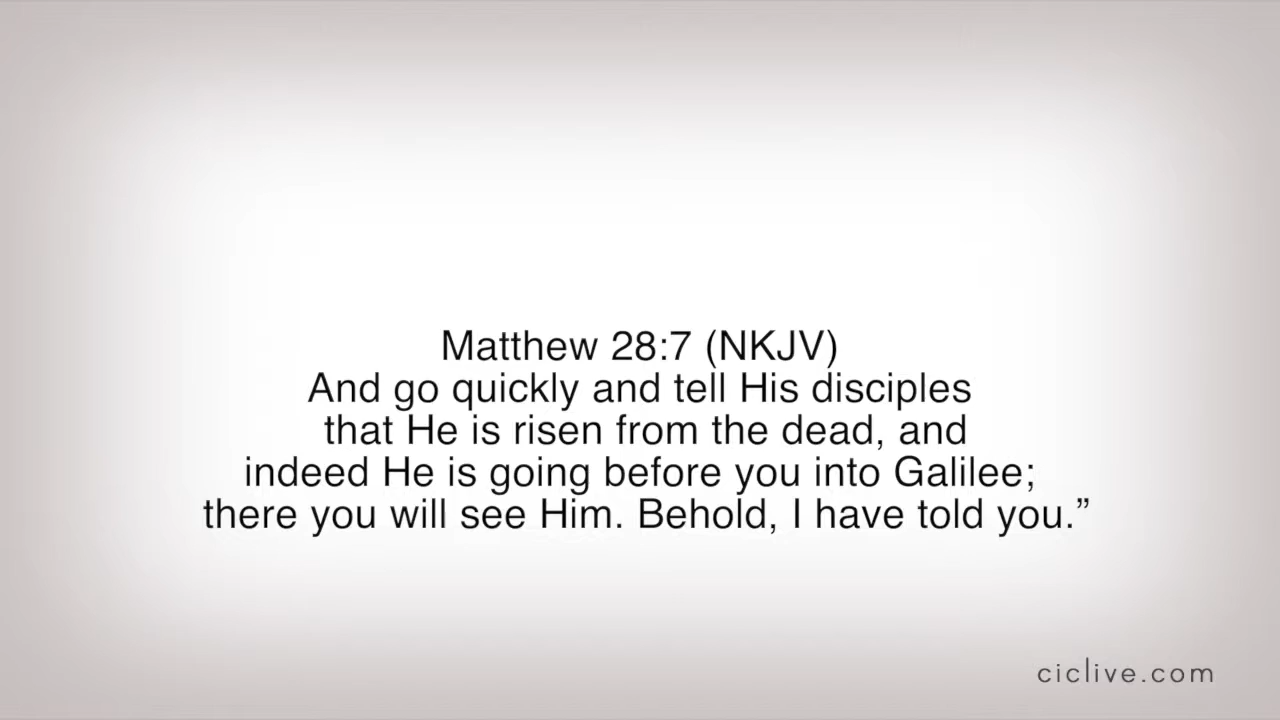 Matthew 28:7 (NKJV)
And go quickly and tell His disciples
that He is risen from the dead, and
indeed He is going before you into Galilee;
there you will see Him. Behold, I have told you.”
ciclive.com